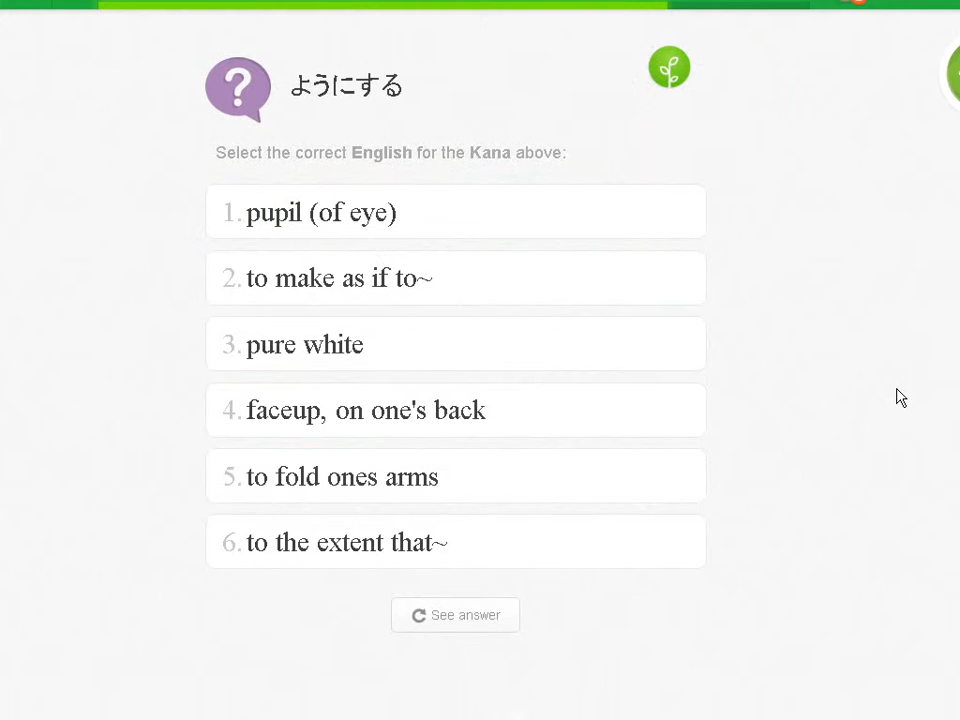 ようにする
Select the correct English for the Kana above:
1. pupil (of eye)
2. to make as if to~
3. pure white
4. faceup, on one's back
5. to fold ones arms
6. to the extent that~
See answer